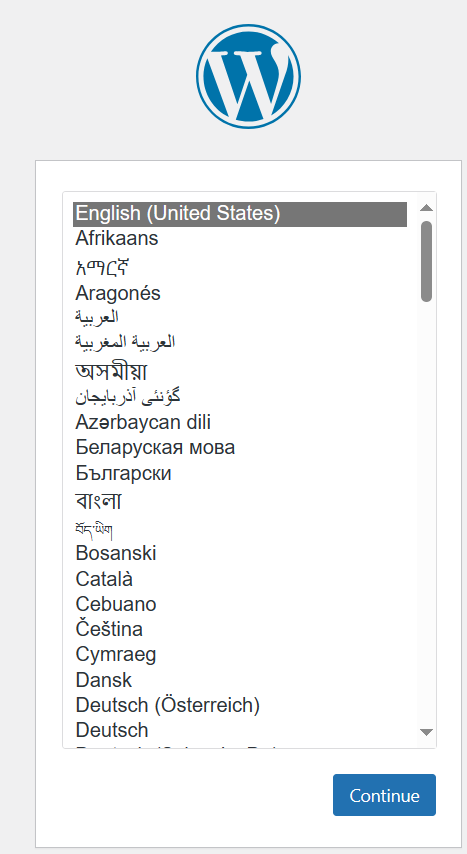 English (United States)
Afrikaans
አማርኛ
Aragonés
العربية
العربية المغربية
অসমীয়া
گؤنئی آذربایجان
Azərbaycan dili
Беларуская мова
Български
বাংলা
བོད་ཡིག
Bosanski
Català
Cebuano
Čeština
Cymraeg
Dansk
Deutsch (Österreich)
Deutsch
Continue